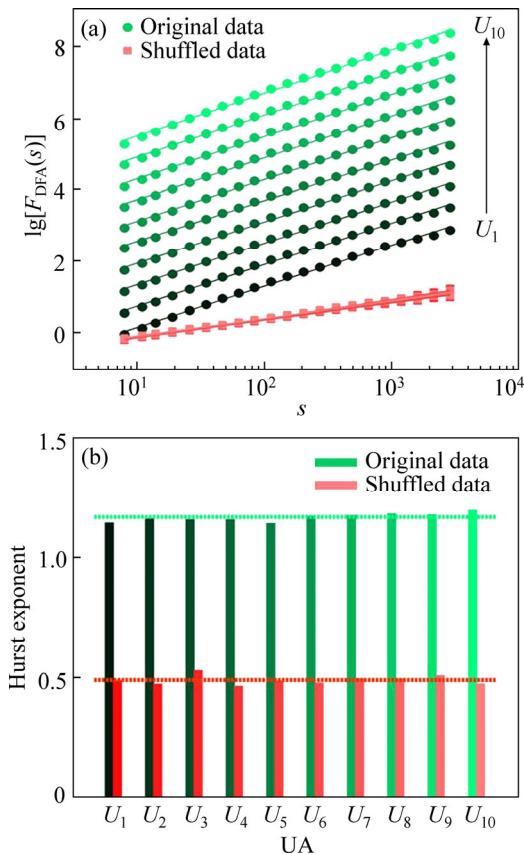 (a)
Original data
Shuffled data
U10
U1
lg[F_DFA(s)]
8
6
4
2
0
10^1
10^2
10^3
10^4
s
(b)
Original data
Shuffled data
Hurst exponent
1.5
1.0
0.5
0
U1 U2 U3 U4 U5 U6 U7 U8 U9 U10
UA